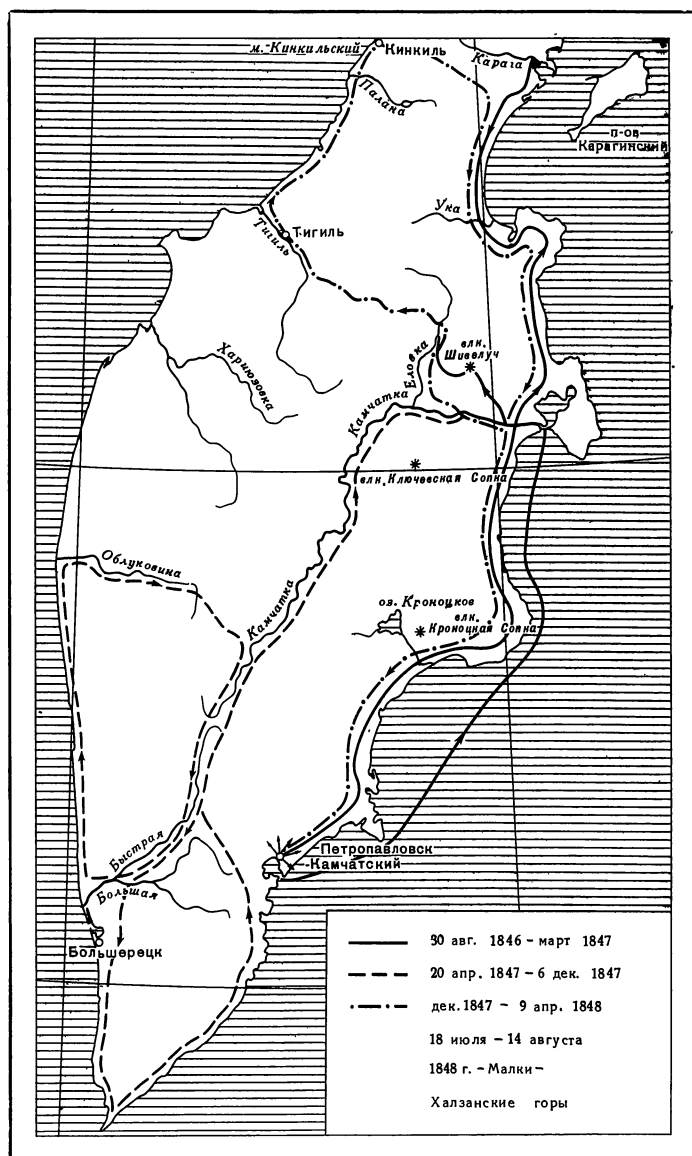 м. Кинкильский
Кинкиль
Карага
Палана
п-ов
Карагинский
Ука
Тигиль
Тигиль
влк.
Шивелуч
Еловка
Хариюзовка
Камчатка
влк. Ключевская Сопка
Облуковина
Камчатка
оз. Кроноцков
влк.
Кроноцкая Сопка
Петропавловск
Камчатский
Быстрая
Большая
Большерецк
30 авг. 1846 – март 1847
20 апр. 1847 – 6 дек. 1847
дек. 1847 – 9 апр. 1848
18 июля – 14 августа
1848 г. – Малки –
Халзанские горы